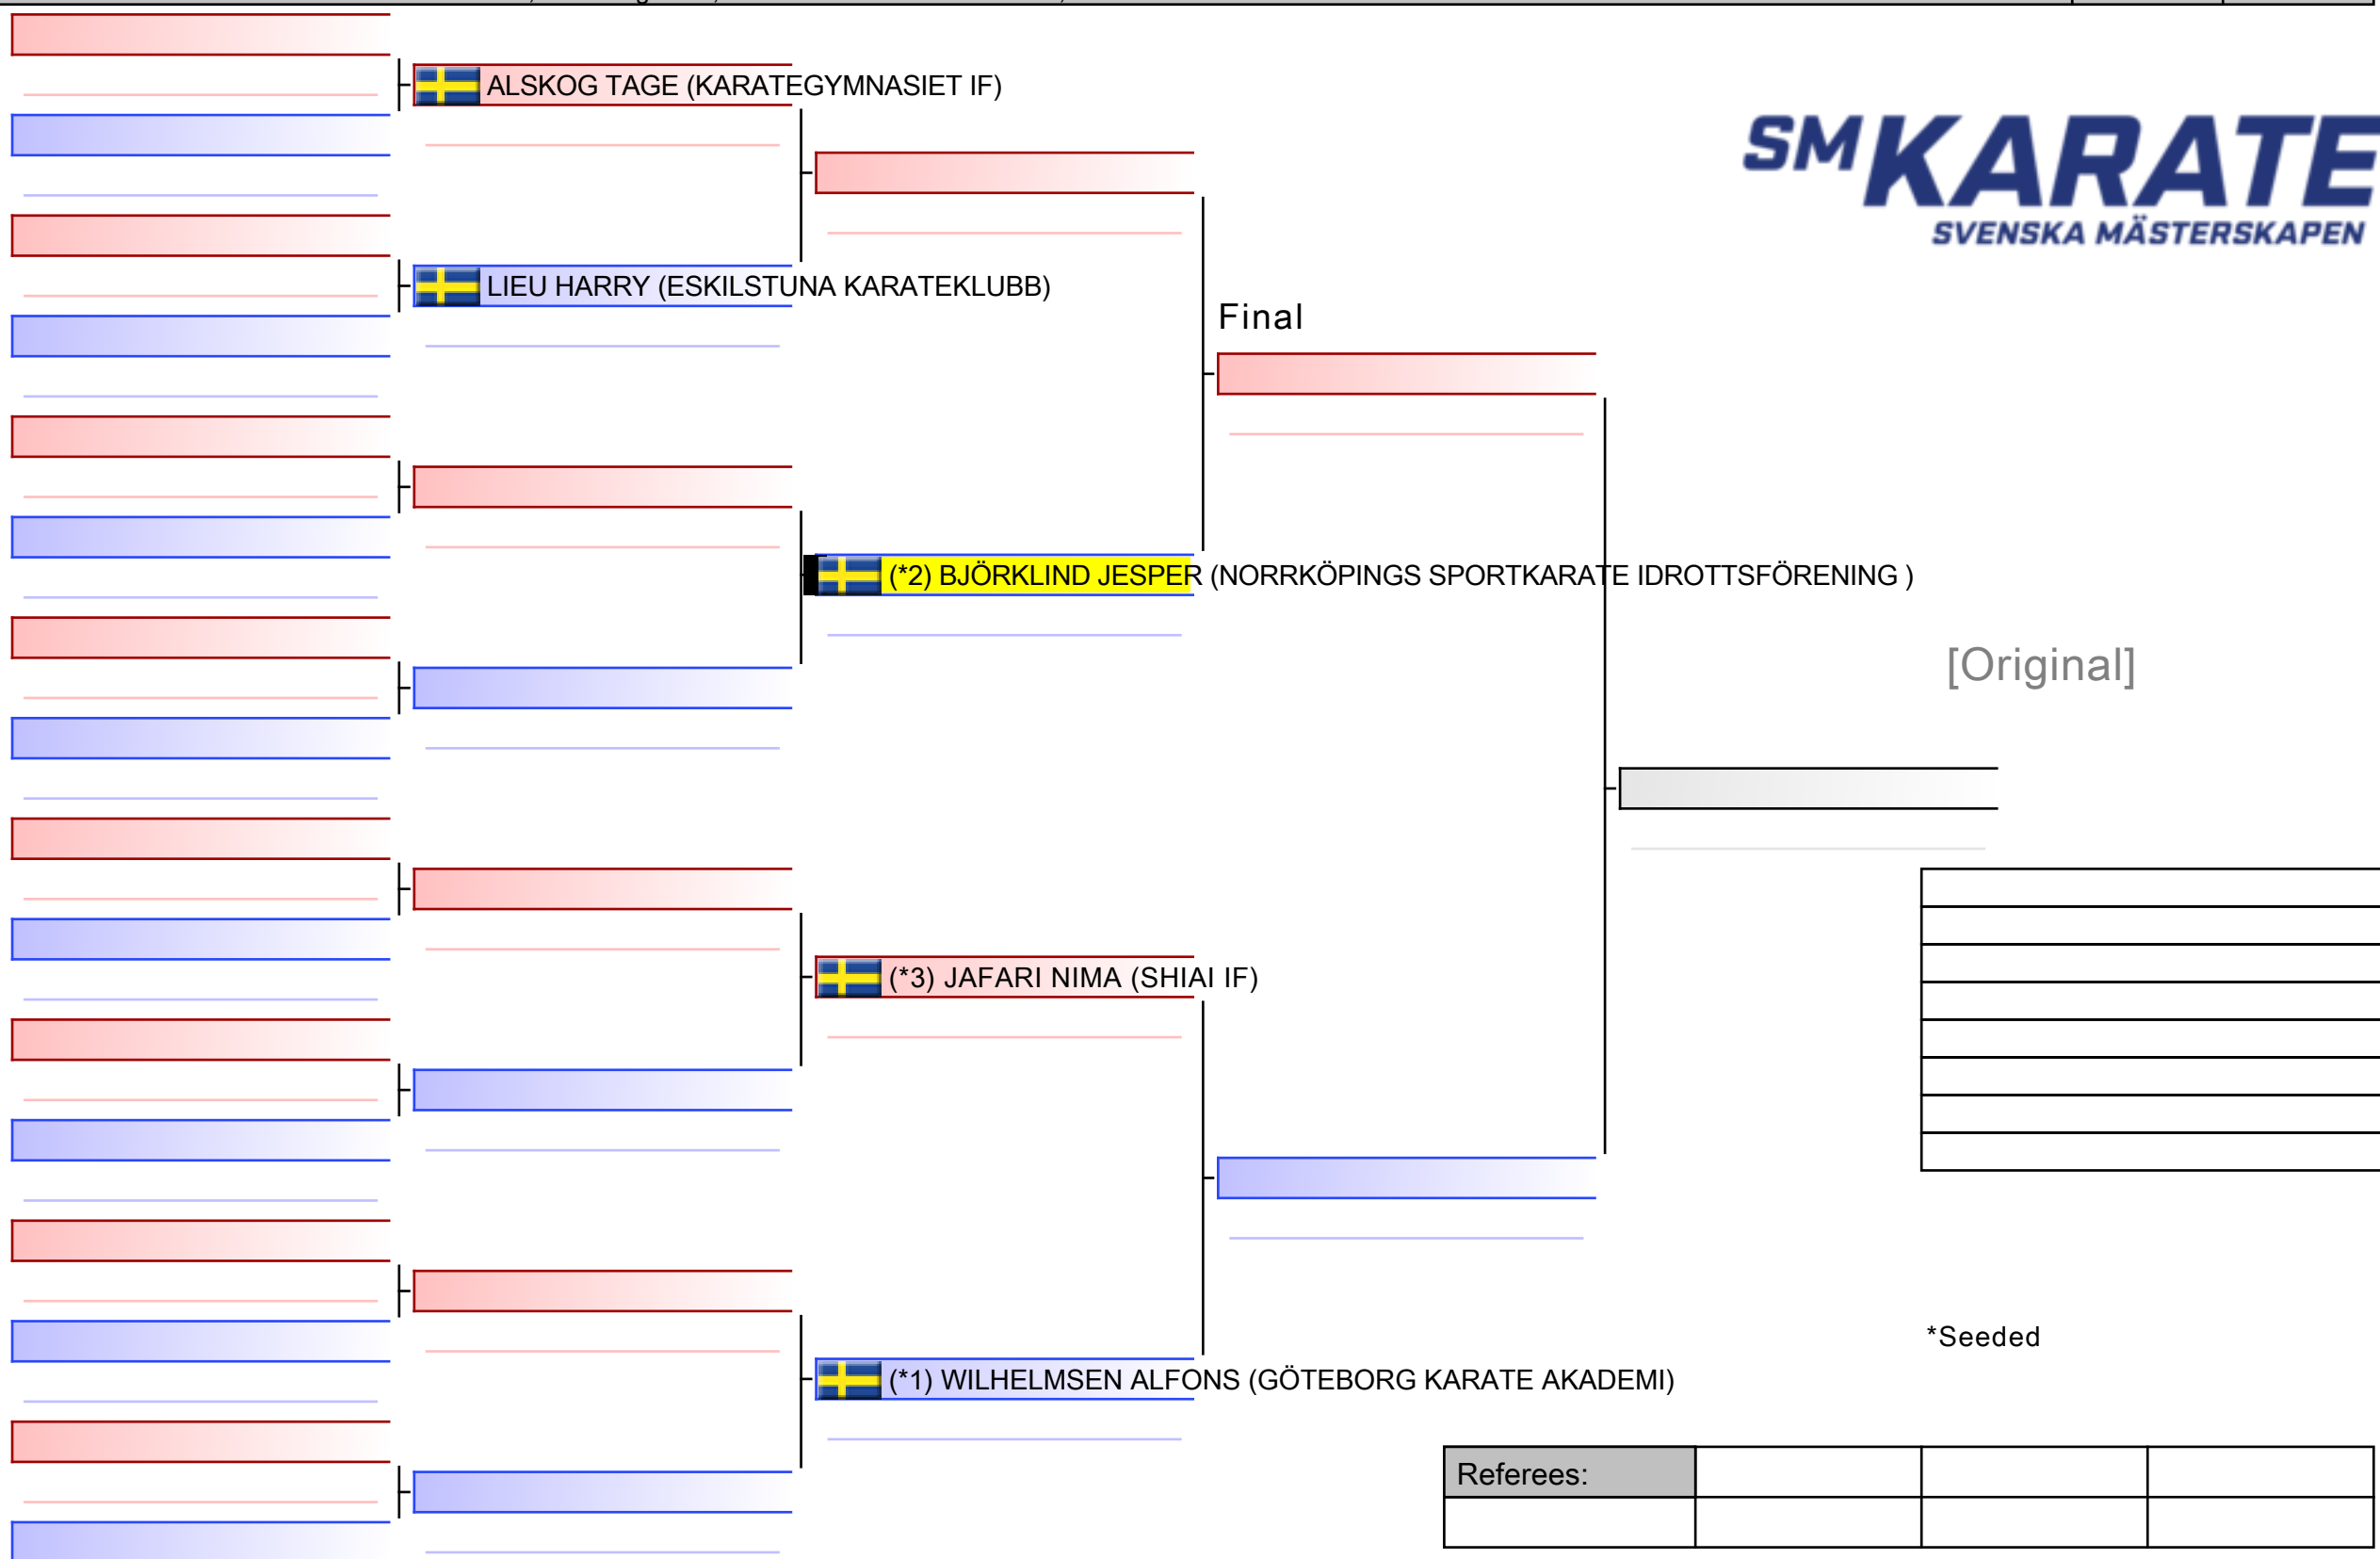 ALSKOG TAGE (KARATEGYMNASIET IF)
SM KARATE
SVENSKA MÄSTERSKAPEN
LIEU HARRY (ESKILSTUNA KARATEKLUBB)
Final
(*2) BJÖRKLIND JESPER (NORRKÖPINGS SPORTKARATE IDROTTSFÖRENING )
[Original]
(*3) JAFARI NIMA (SHIAI IF)
*Seeded
(*1) WILHELMSEN ALFONS (GÖTEBORG KARATE AKADEMI)
Referees: